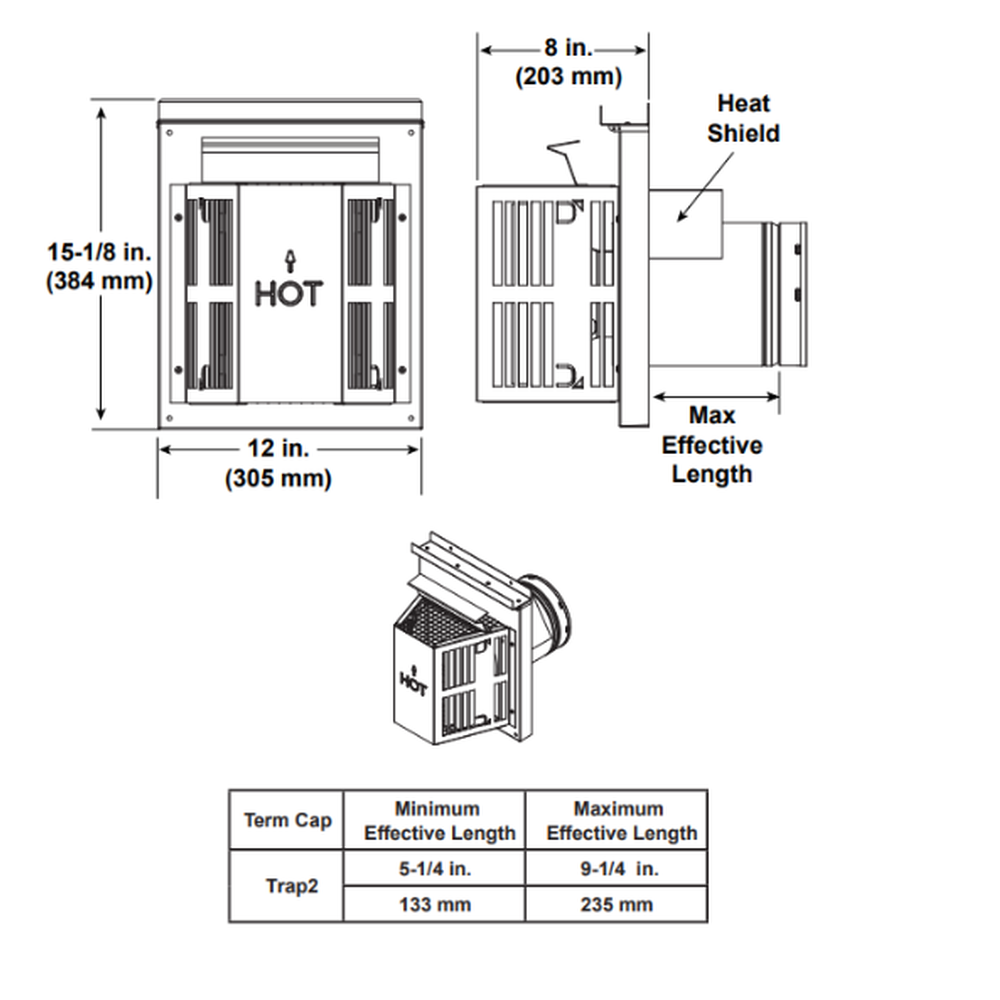 8 in.
(203 mm)
Heat
Shield
15-1/8 in.
(384 mm)
HOT
Max
Effective
Length
12 in.
(305 mm)
HOT
Term Cap
Minimum
Effective Length
Maximum
Effective Length
Trap2
5-1/4 in.
9-1/4 in.
133 mm
235 mm